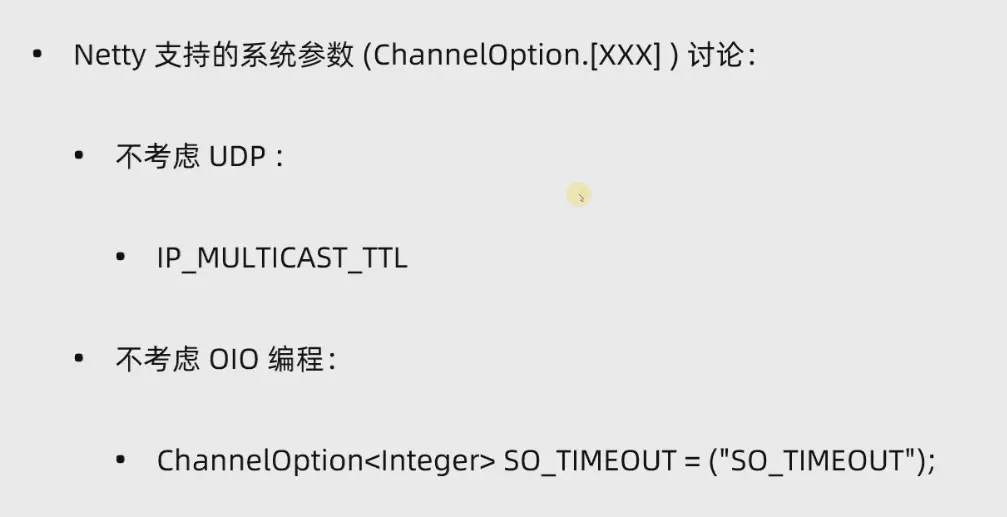 • Netty 支持的系统参数 (ChannelOption.[XXX] ) 讨论：
• 不考虑 UDP :
• IP_MULTICAST_TTL
• 不考虑 OIO 编程：
• ChannelOption<Integer> SO_TIMEOUT = ("SO_TIMEOUT");